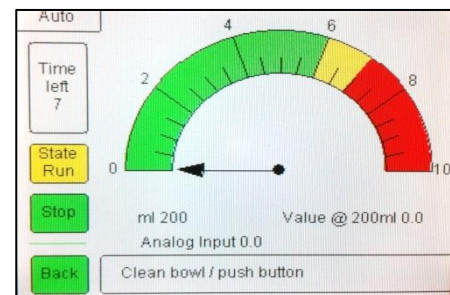 Auto
Time
left
7
State
Run
Stop
Back
0
2
4
6
8
10
ml 200
Value @ 200ml 0.0
Analog Input 0.0
Clean bowl / push button